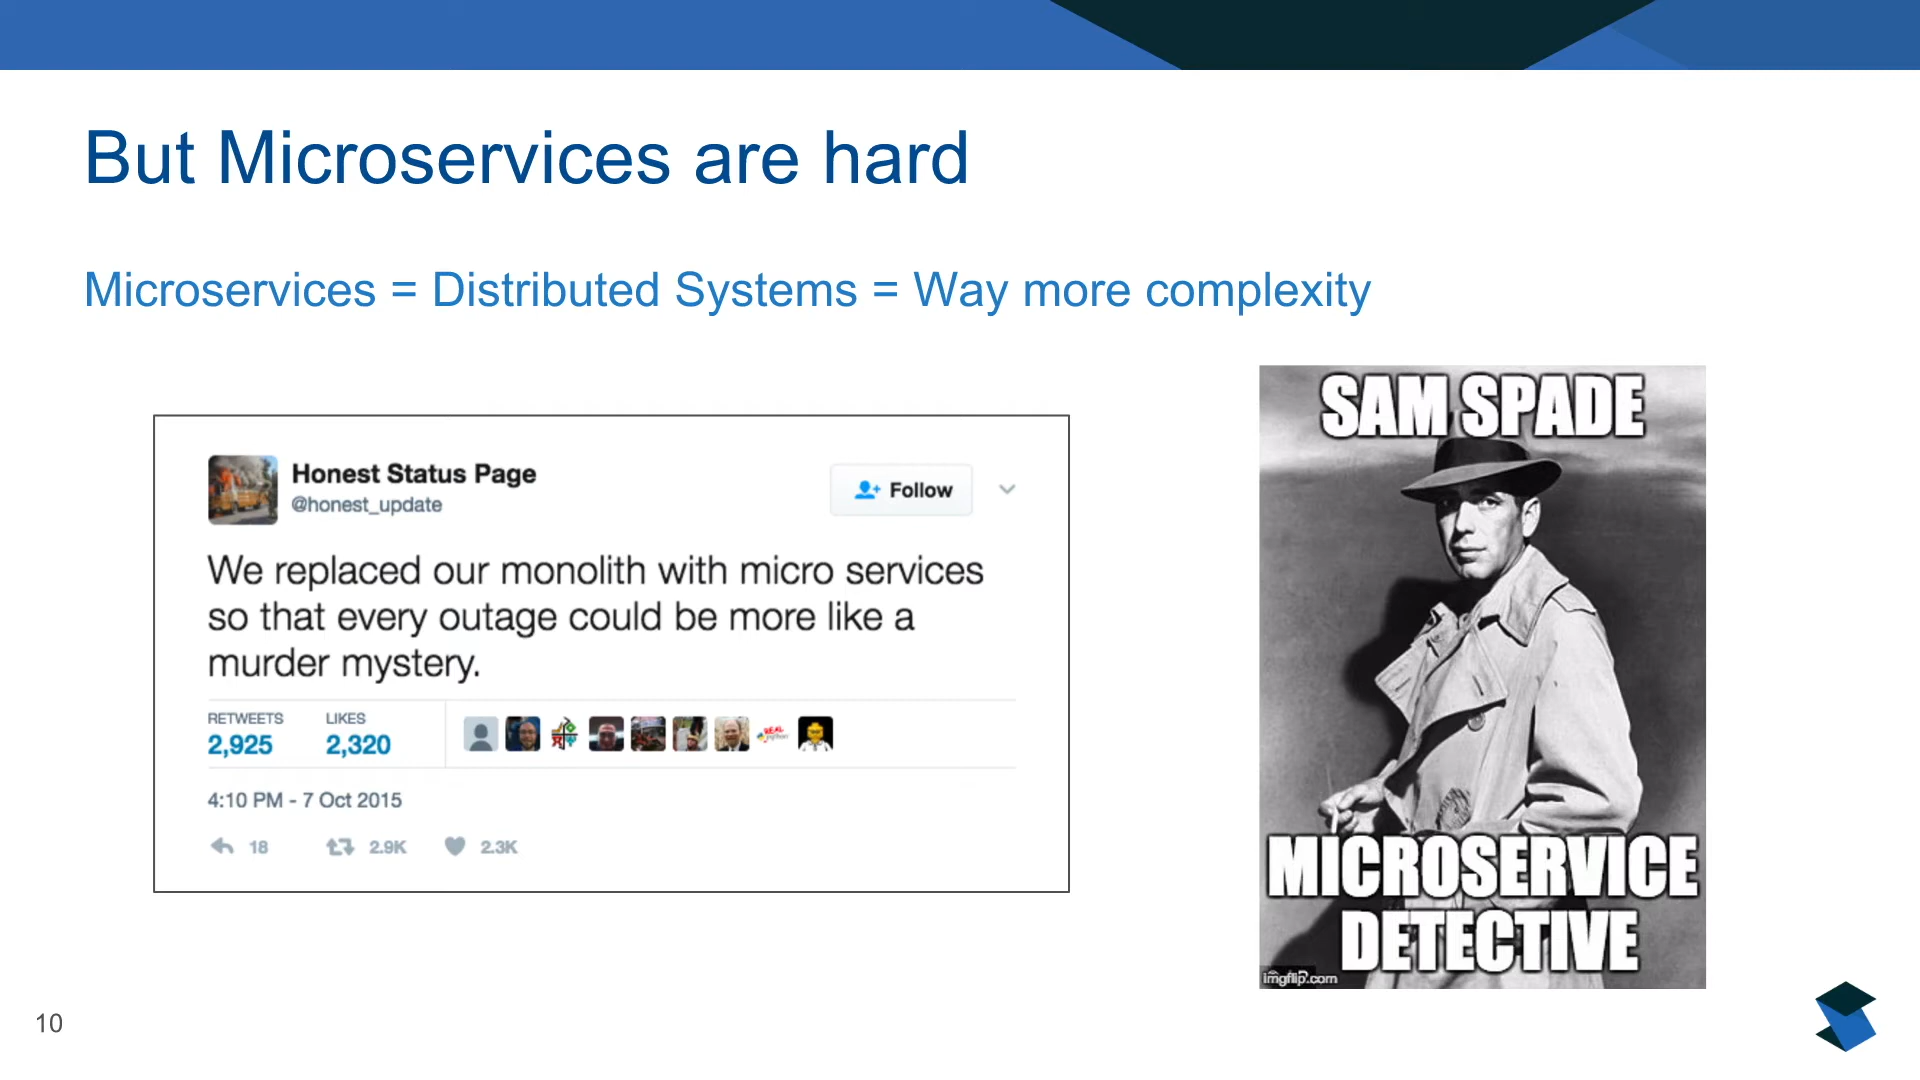 But Microservices are hard
Microservices = Distributed Systems = Way more complexity
Honest Status Page
@honest_update
Follow
We replaced our monolith with micro services
so that every outage could be more like a
murder mystery.
RETWEETS LIKES
2,925 2,320
REAL
python
4:10 PM - 7 Oct 2015
18 2.9K 2.3K
SAM SPADE
MICROSERVICE
DETECTIVE
imgflip.com
10